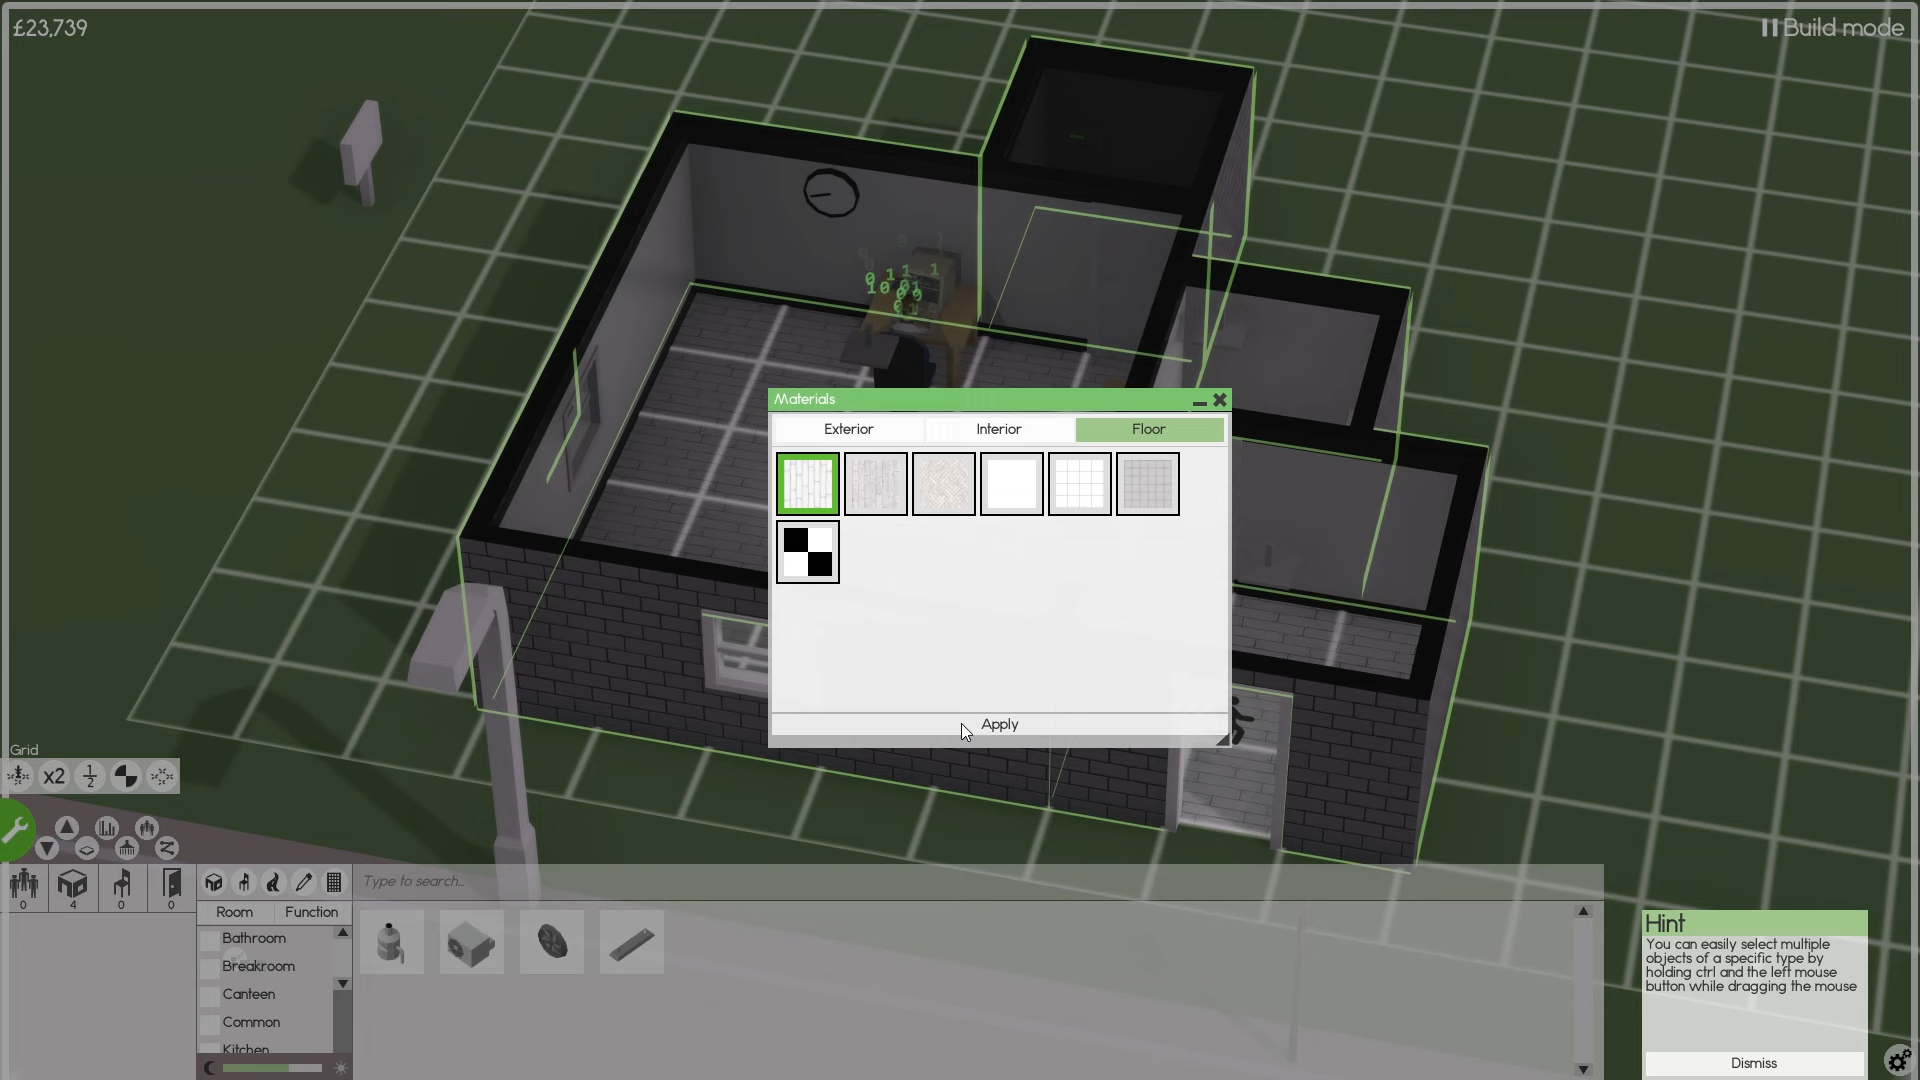 £23,739
Build mode
Materials
Exterior
Interior
Floor
Apply
Grid
x2
1
2
0
4
0
0
Type to search...
Room
Function
Bathroom
Breakroom
Canteen
Common
Kitchen
Hint
You can easily select multiple
objects of a specific type by
holding ctrl and the left mouse
button while dragging the mouse
Dismiss